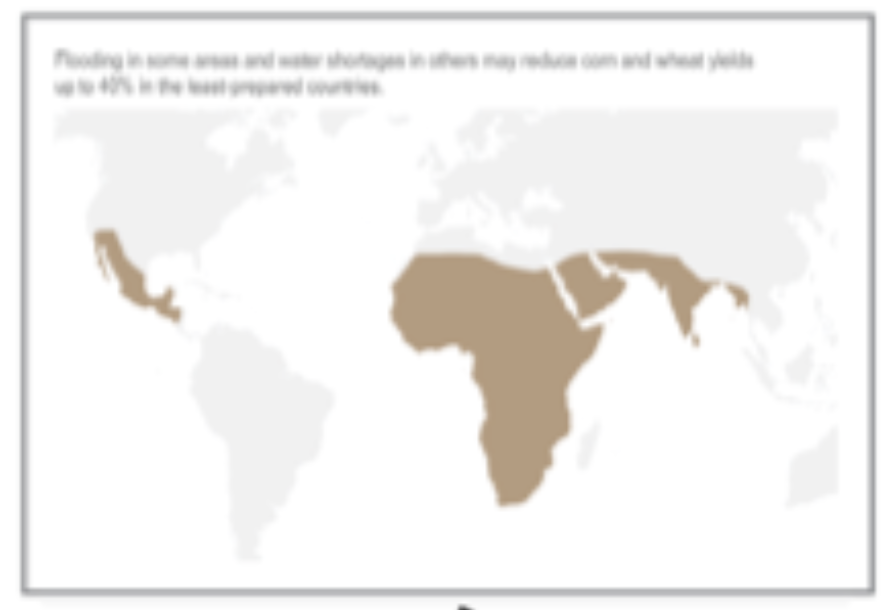 Flooding in some areas and water shortages in others may reduce corn and wheat yields
up to 40% in the least-prepared countries.